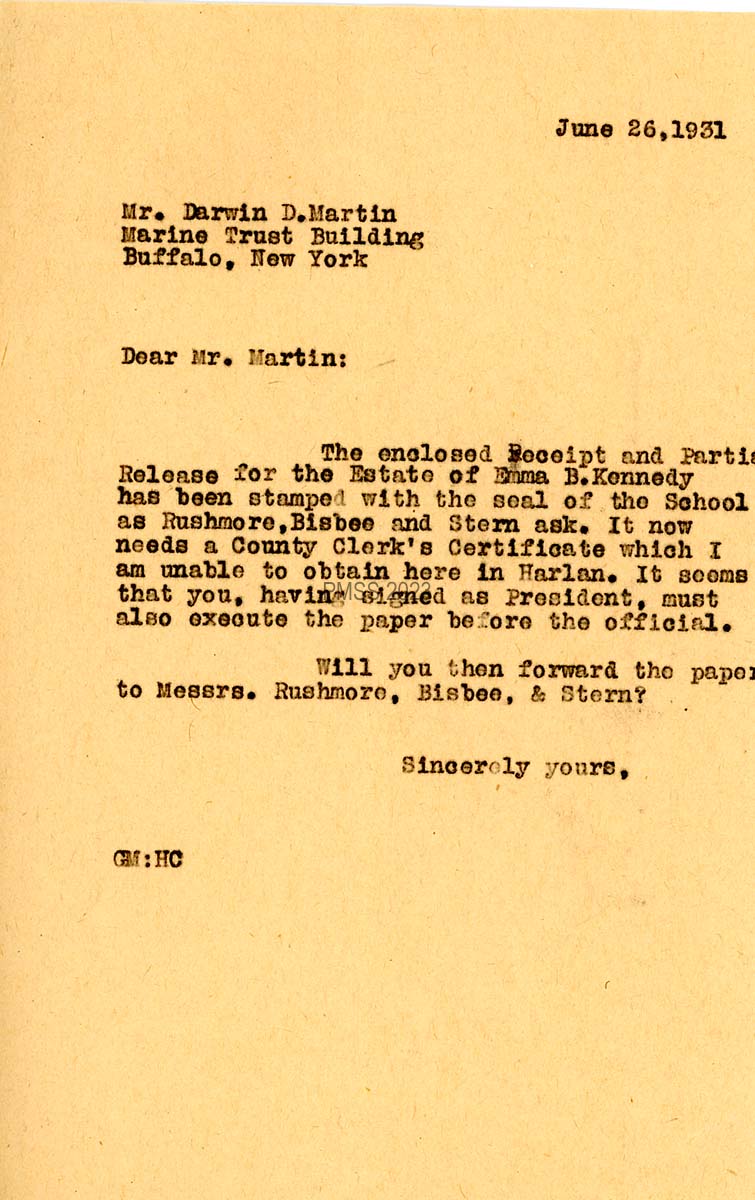 June 26,1931
Mr. Darwin D.Martin
Marine Trust Building
Buffalo, New York
Dear Mr. Martin:
The enclosed Receipt and Partia
Release for the Estate of Emma B.Kennedy
has been stamped with the seal of the School
as Rushmore,Bisbee and Stern ask. It now
needs a County Clerk's Certificate which I
am unable to obtain here in Harlan. It seems
that you, having signed as President, must
PMSS 2022
also execute the paper before the official.
Will you then forward the paper
to Messrs. Rushmore, Bisbee, & Stern?
Sincerely yours,
GM:HC